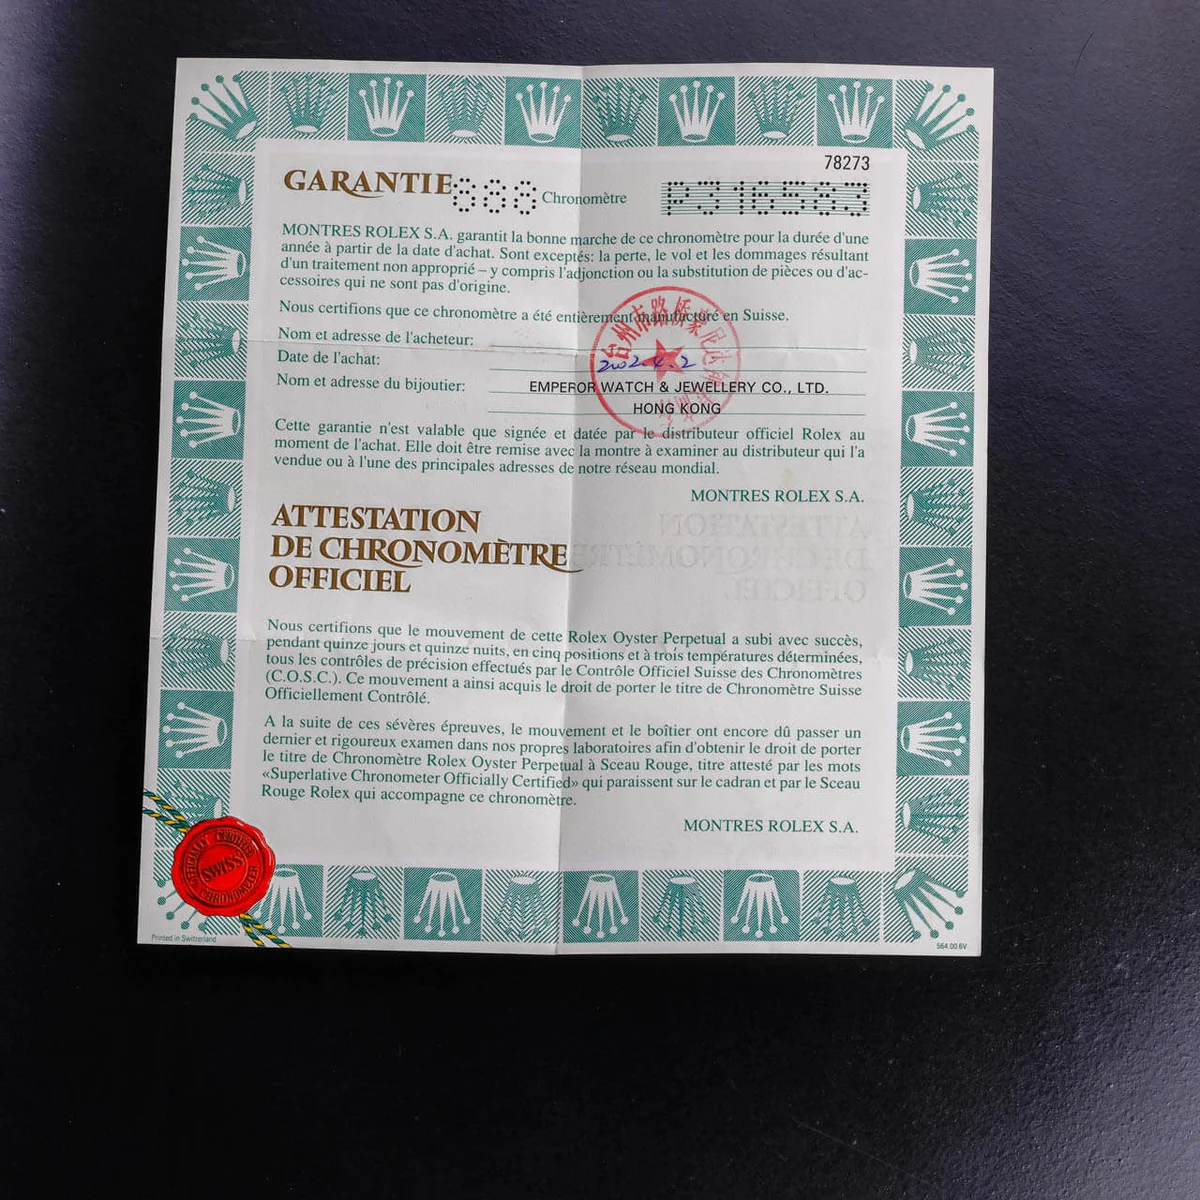 78273
GARANTIE 888 Chronomètre P316583
MONTRES ROLEX S.A. garantit la bonne marche de ce chronomètre pour la durée d'une
année à partir de la date d'achat. Sont exceptés: la perte, le vol et les dommages résultant
d'un traitement non approprié – y compris l'adjonction ou la substitution de pièces ou d'ac-
cessoires qui ne sont pas d'origine.
Nous certifions que ce chronomètre a été entièrement manufacturé en Suisse.
Nom et adresse de l'acheteur:
台州市路桥
Date de l'achat: 2002.4.2
Nom et adresse du bijoutier: EMPEROR WATCH & JEWELLERY CO., LTD.
HONG KONG
Cette garantie n'est valable que signée et datée par le distributeur officiel Rolex au
moment de l'achat. Elle doit être remise avec la montre à examiner au distributeur qui l'a
vendue ou à l'une des principales adresses de notre réseau mondial.
MONTRES ROLEX S.A.
ATTESTATION
DE CHRONOMÈTRE
OFFICIEL
Nous certifions que le mouvement de cette Rolex Oyster Perpetual a subi avec succès,
pendant quinze jours et quinze nuits, en cinq positions et à trois températures déterminées,
tous les contrôles de précision effectués par le Contrôle Officiel Suisse des Chronomètres
(C.O.S.C.). Ce mouvement a ainsi acquis le droit de porter le titre de Chronomètre Suisse
Officiellement Contrôlé.
A la suite de ces sévères épreuves, le mouvement et le boîtier ont encore dû passer un
dernier et rigoureux examen dans nos propres laboratoires afin d'obtenir le droit de porter
le titre de Chronomètre Rolex Oyster Perpetual à Sceau Rouge, titre attesté par les mots
«Superlative Chronometer Officially Certified» qui paraissent sur le cadran et par le Sceau
Rouge Rolex qui accompagne ce chronomètre.
MONTRES ROLEX S.A.
OFFICIALLY CERTIFIED
SWISS
CHRONOMETER
Printed in Switzerland
564.00.6V